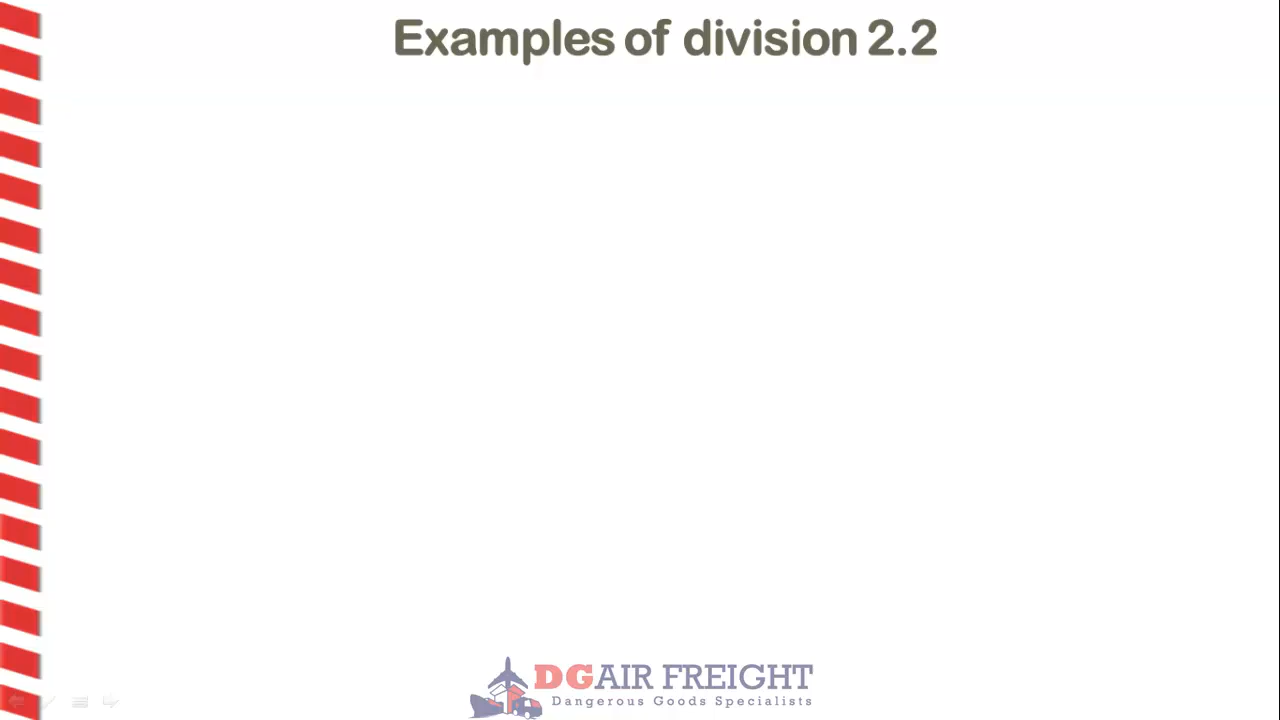 Examples of division 2.2
DGAIR FREIGHT
Dangerous Goods Specialists